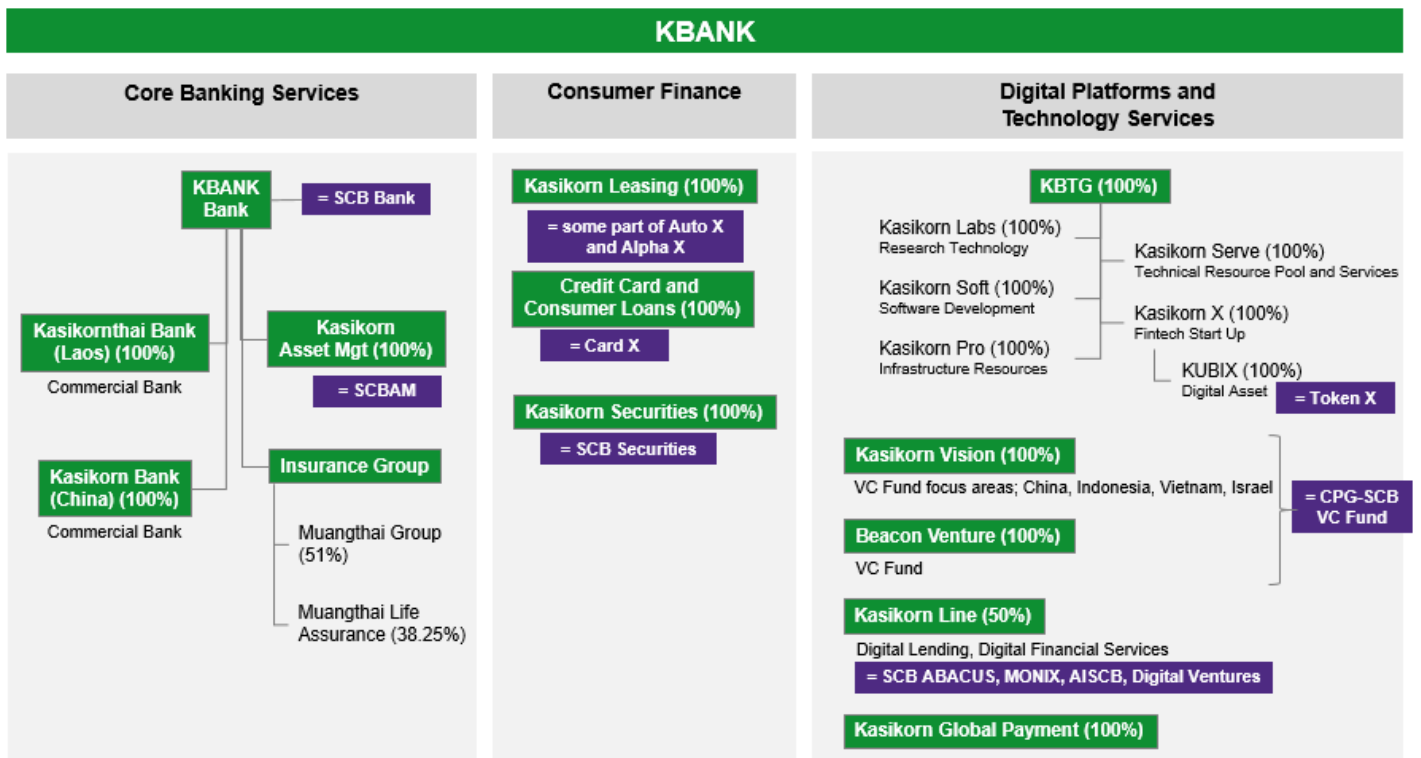 KBANK
Core Banking Services
KBANK
Bank
= SCB Bank
Kasikornthai Bank
(Laos) (100%)
Commercial Bank
Kasikorn
Asset Mgt (100%)
= SCBAM
Kasikorn Bank
(China) (100%)
Commercial Bank
Insurance Group
Muangthai Group
(51%)
Muangthai Life
Assurance (38.25%)
Consumer Finance
Kasikorn Leasing (100%)
= some part of Auto X
and Alpha X
Credit Card and
Consumer Loans (100%)
= Card X
Kasikorn Securities (100%)
= SCB Securities
Digital Platforms and
Technology Services
KBTG (100%)
Kasikorn Labs (100%)
Research Technology
Kasikorn Serve (100%)
Technical Resource Pool and Services
Kasikorn Soft (100%)
Software Development
Kasikorn X (100%)
Fintech Start Up
Kasikorn Pro (100%)
Infrastructure Resources
KUBIX (100%)
Digital Asset
= Token X
Kasikorn Vision (100%)
VC Fund focus areas; China, Indonesia, Vietnam, Israel
= CPG-SCB
VC Fund
Beacon Venture (100%)
VC Fund
Kasikorn Line (50%)
Digital Lending, Digital Financial Services
= SCB ABACUS, MONIX, AISCB, Digital Ventures
Kasikorn Global Payment (100%)